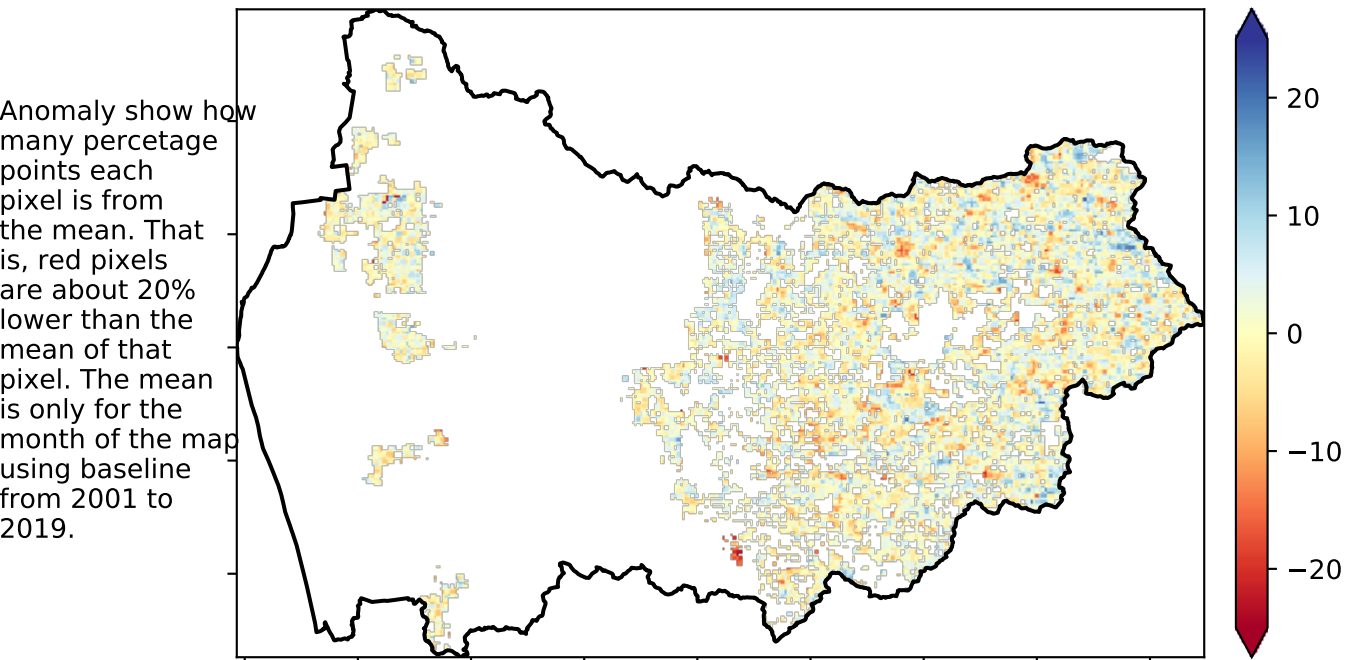 Anomaly show how
many percetage
points each
pixel is from
the mean. That
is, red pixels
are about 20%
lower than the
mean of that
pixel. The mean
is only for the
month of the map
using baseline
from 2001 to
2019.
20
10
0
−10
−20